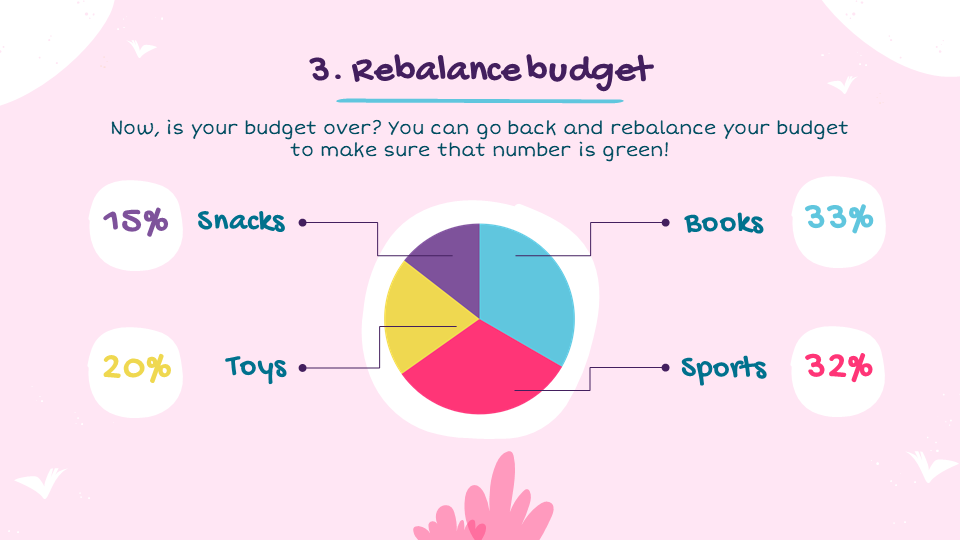 3. Rebalance budget
Now, is your budget over? You can go back and rebalance your budget
to make sure that number is green!
15% Snacks
Books 33%
20% Toys
Sports 32%